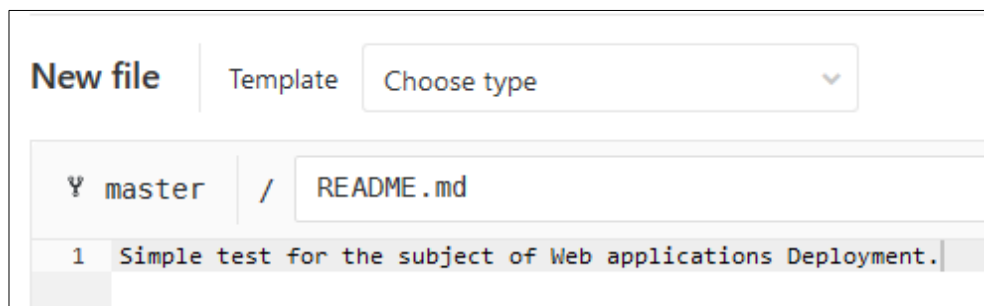 New file Template Choose type
master / README.md
1 Simple test for the subject of Web applications Deployment.